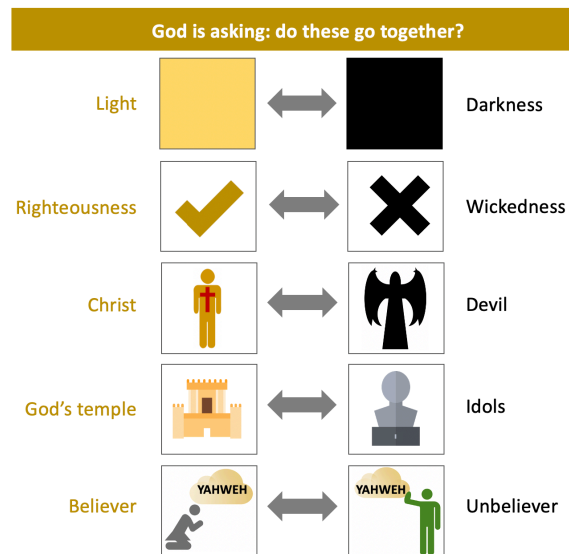 God is asking: do these go together?
Light
Darkness
Righteousness
Wickedness
Christ
Devil
God’s temple
Idols
YAHWEH
YAHWEH
Believer
Unbeliever